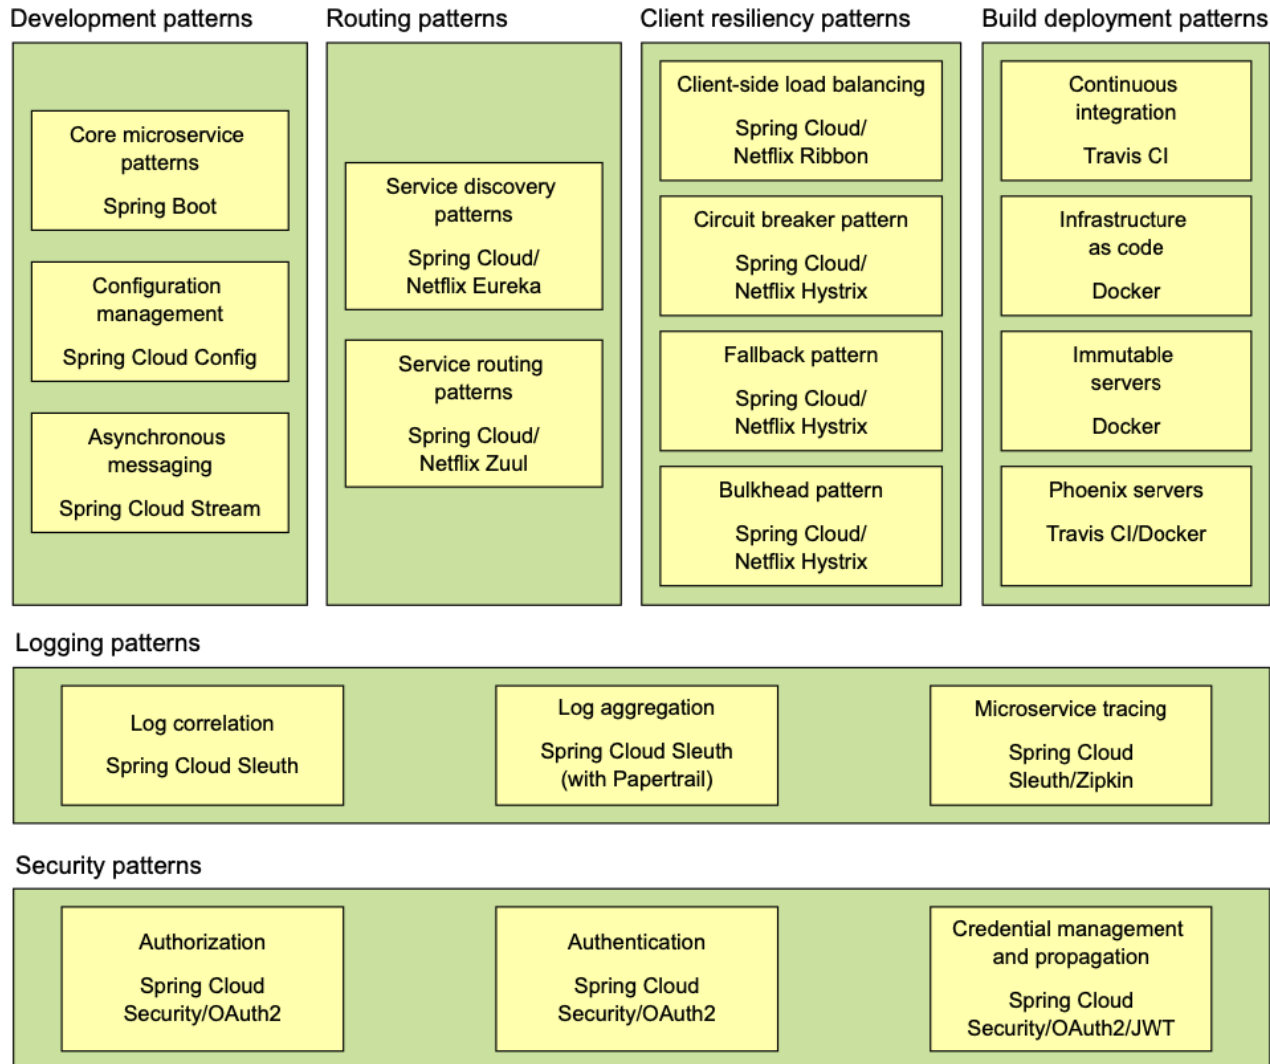 Development patterns
Core microservice
patterns
Spring Boot
Configuration
management
Spring Cloud Config
Asynchronous
messaging
Spring Cloud Stream
Routing patterns
Service discovery
patterns
Spring Cloud/
Netflix Eureka
Service routing
patterns
Spring Cloud/
Netflix Zuul
Client resiliency patterns
Client-side load balancing
Spring Cloud/
Netflix Ribbon
Circuit breaker pattern
Spring Cloud/
Netflix Hystrix
Fallback pattern
Spring Cloud/
Netflix Hystrix
Bulkhead pattern
Spring Cloud/
Netflix Hystrix
Build deployment patterns
Continuous
integration
Travis CI
Infrastructure
as code
Docker
Immutable
servers
Docker
Phoenix servers
Travis CI/Docker
Logging patterns
Log correlation
Spring Cloud Sleuth
Log aggregation
Spring Cloud Sleuth
(with Papertrail)
Microservice tracing
Spring Cloud
Sleuth/Zipkin
Security patterns
Authorization
Spring Cloud
Security/OAuth2
Authentication
Spring Cloud
Security/OAuth2
Credential management
and propagation
Spring Cloud
Security/OAuth2/JWT